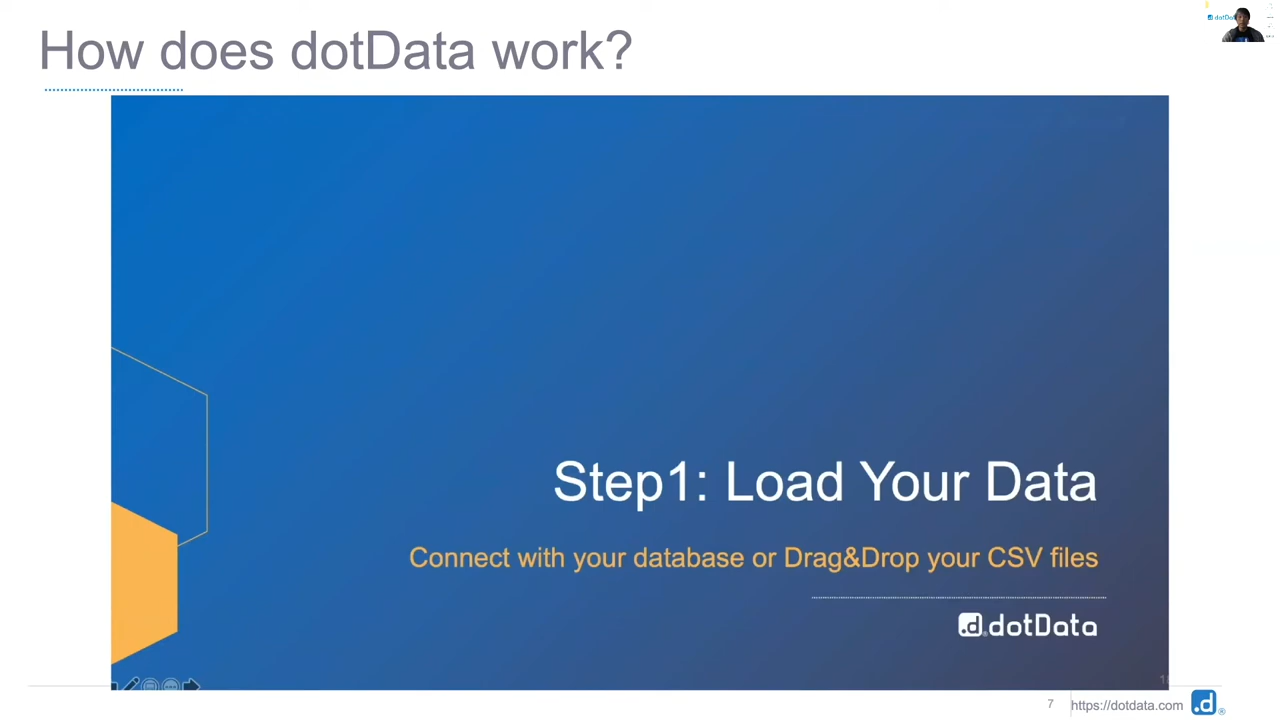 How does dotData work?
dotData
Step1: Load Your Data
Connect with your database or Drag&Drop your CSV files
.d®dotData
7
https://dotdata.com
.d®